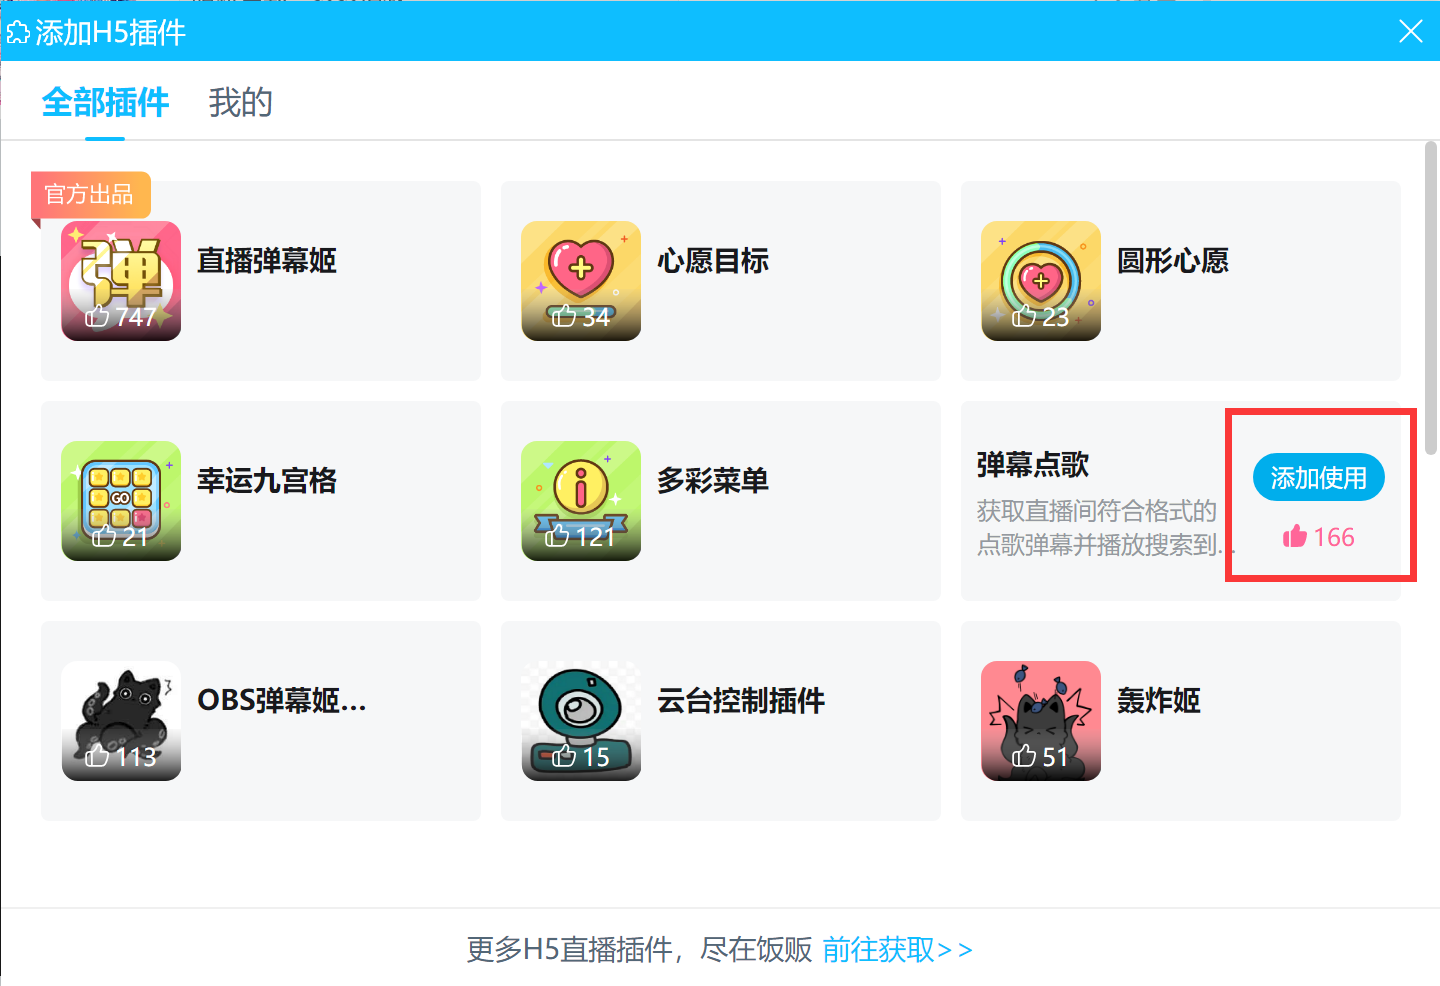 添加H5插件
全部插件
我的
官方出品
弹
747
直播弹幕姬
34
心愿目标
23
圆形心愿
GO
21
幸运九宫格
i
121
多彩菜单
弹幕点歌
获取直播间符合格式的
点歌弹幕并播放搜索到...
添加使用
166
113
OBS弹幕姬...
15
云台控制插件
51
轰炸姬
更多H5直播插件，尽在饭贩 前往获取>>